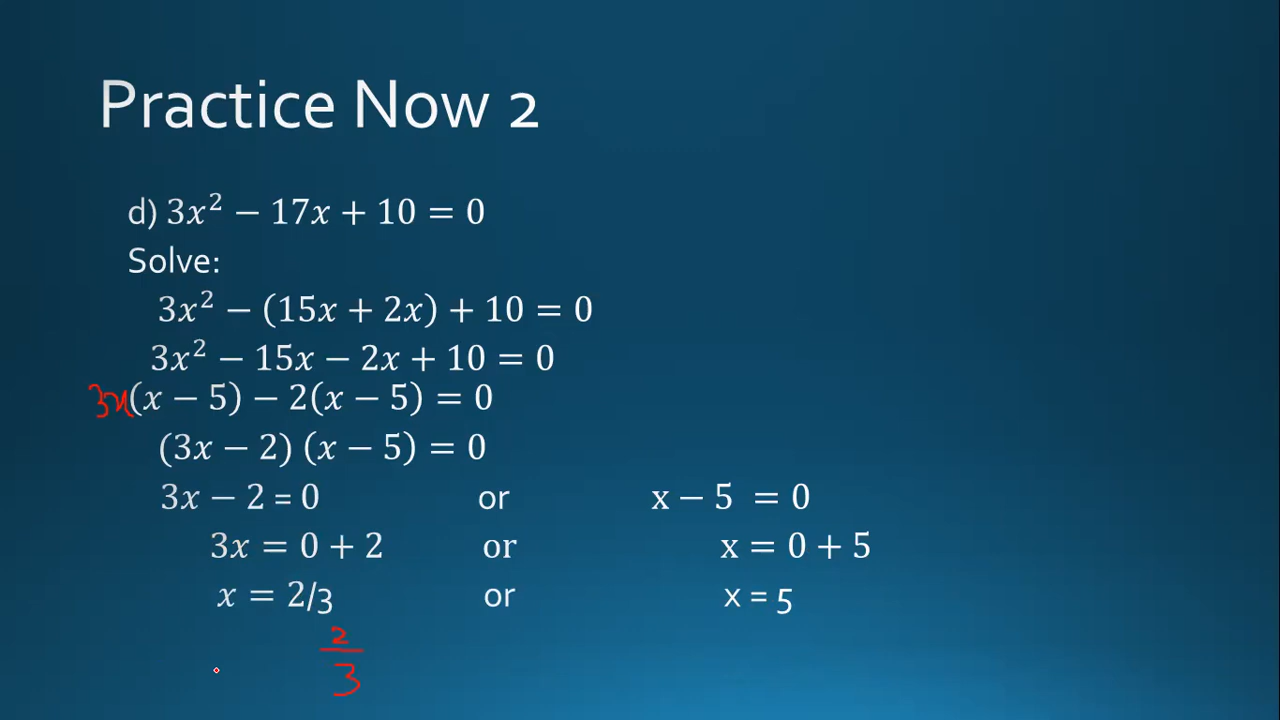 Practice Now 2
d) 3x² − 17x + 10 = 0
Solve:
3x² − (15x + 2x) + 10 = 0
3x² − 15x − 2x + 10 = 0
3x(x − 5) − 2(x − 5) = 0
(3x − 2) (x − 5) = 0
3x − 2 = 0 or x − 5 = 0
3x = 0 + 2 or x = 0 + 5
x = 2/3 or x = 5
2
3